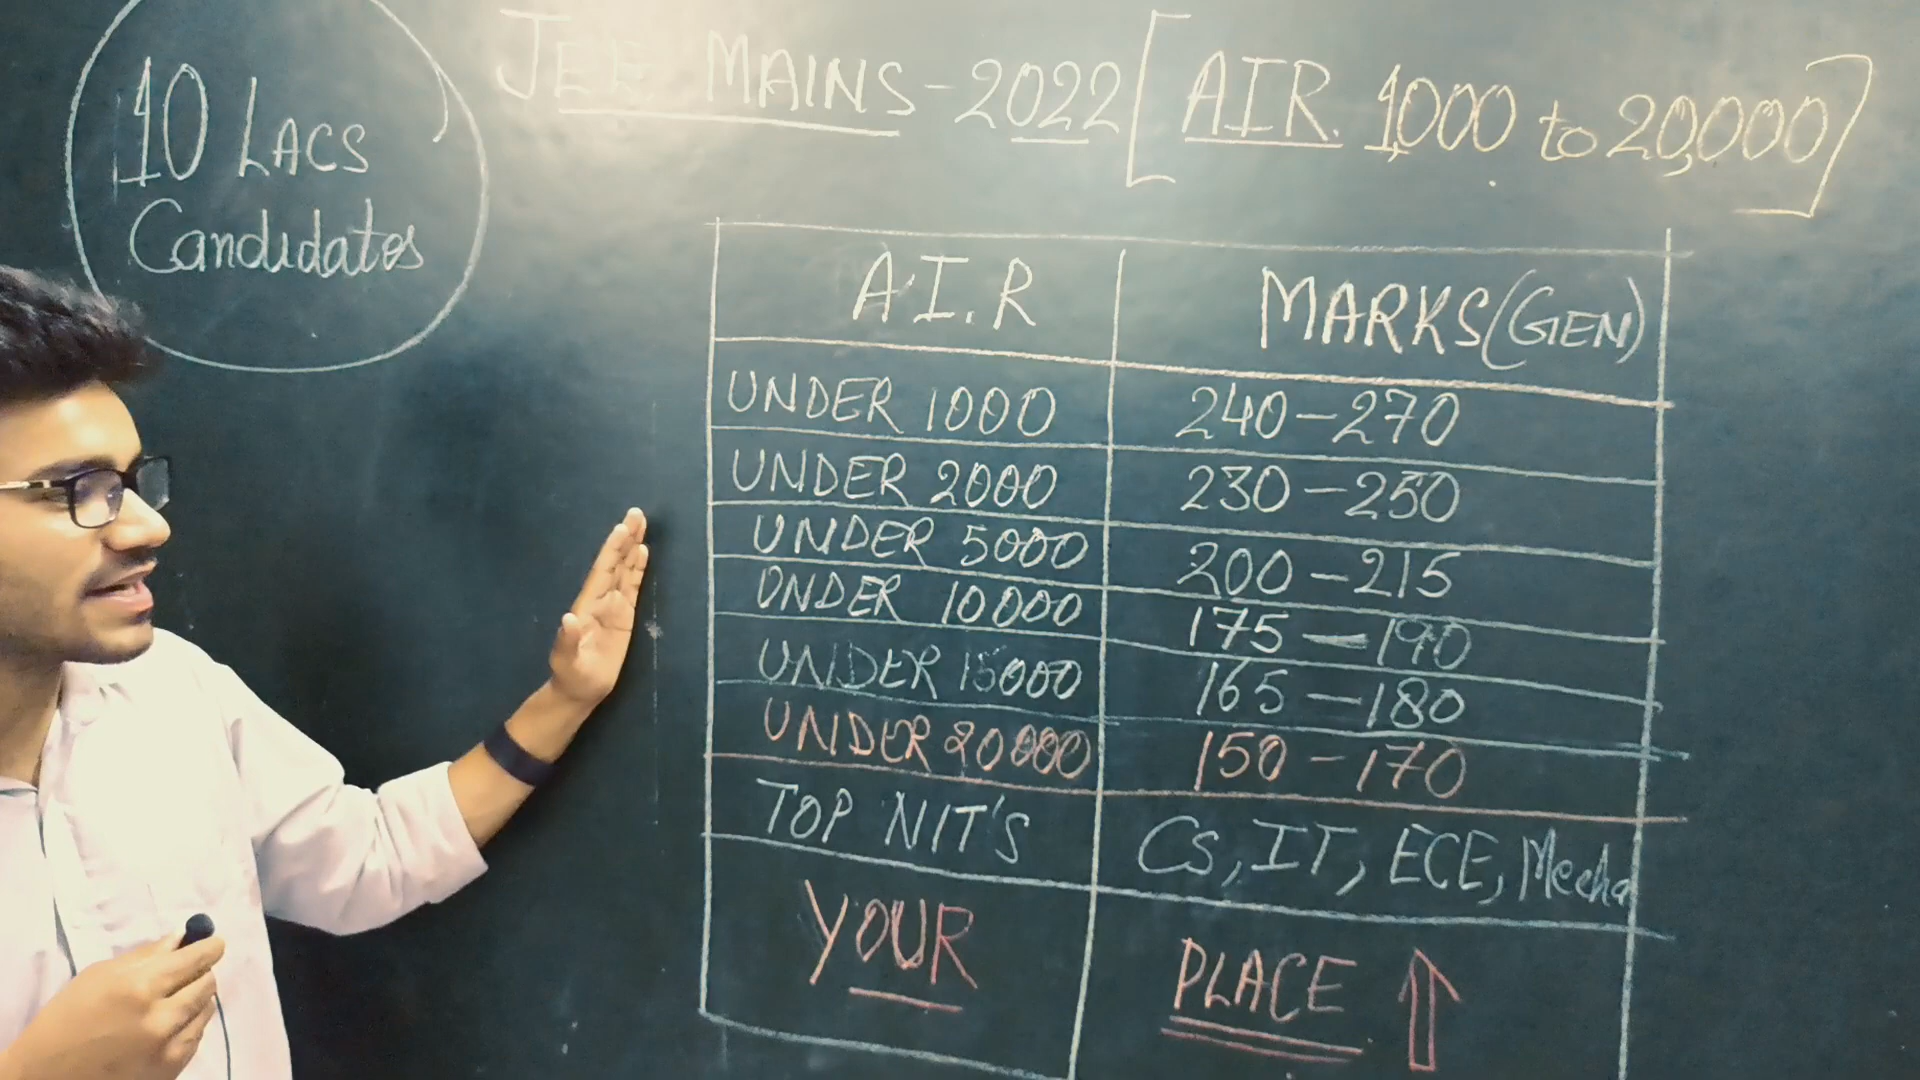 10 LACS
Candidates
JEE MAINS-2022 [AIR. 1,000 to 20,000]
A.I.R MARKS(GEN)
UNDER 1000 240-270
UNDER 2000 230-250
UNDER 5000 200-215
UNDER 10000 175-190
UNDER 15000 165-180
UNDER 20000 150-170
TOP NIT'S CS, IT, ECE, Mecha
YOUR PLACE ↑